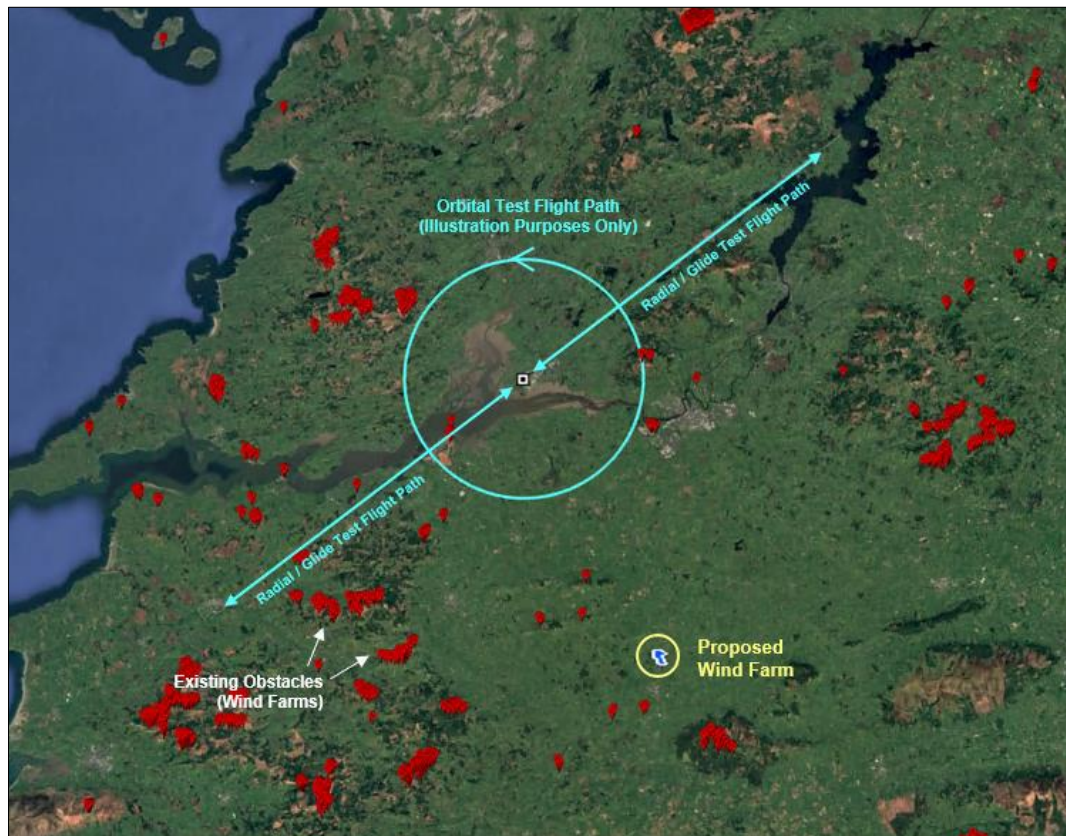 Orbital Test Flight Path
(Illustration Purposes Only)
Radial / Glide Test Flight Path
Radial / Glide Test Flight Path
Existing Obstacles
(Wind Farms)
Proposed
Wind Farm